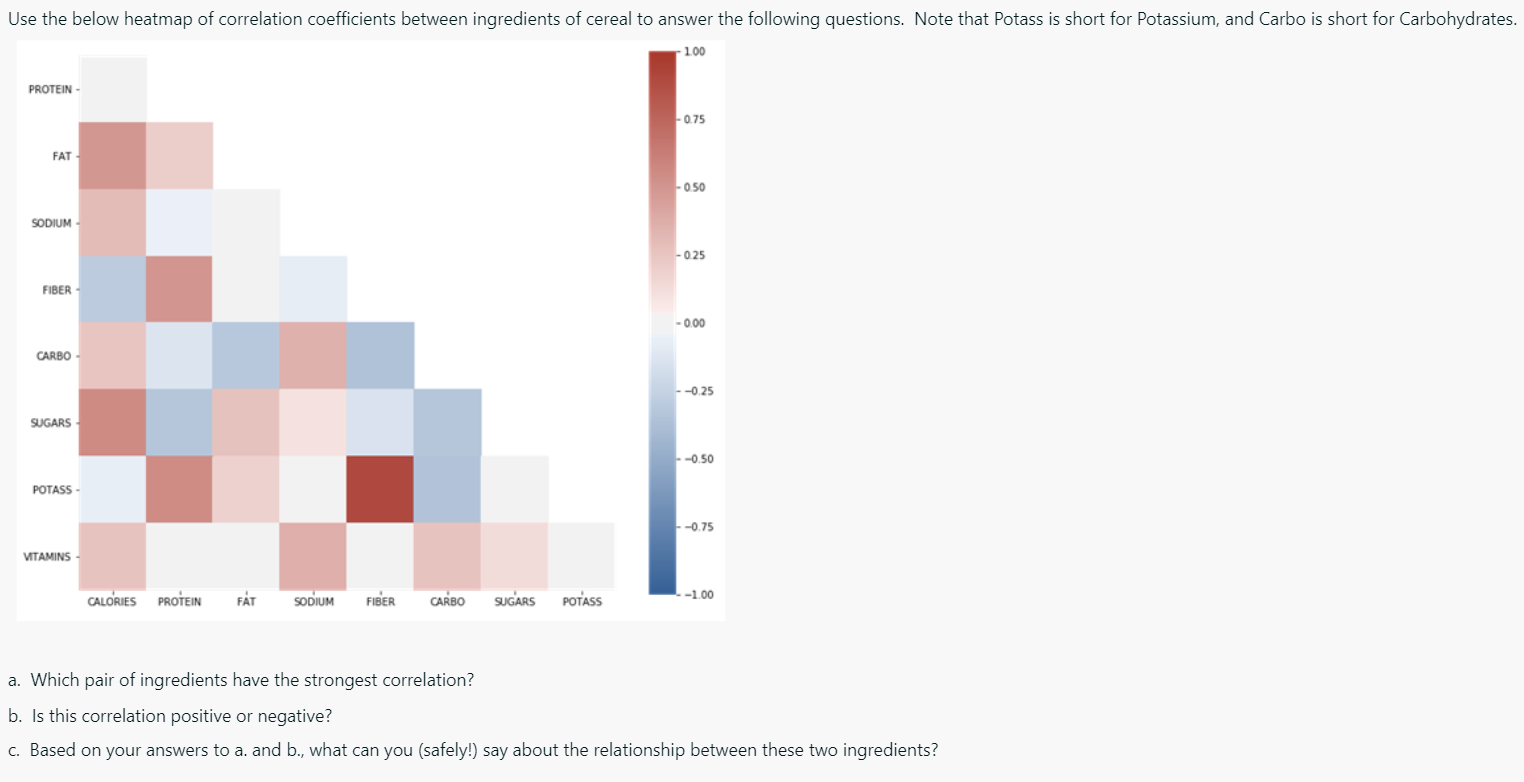 Use the below heatmap of correlation coefficients between ingredients of cereal to answer the following questions.  Note that Potass is short for Potassium, and Carbo is short for Carbohydrates.
1.00
PROTEIN
0.75
FAT
0.50
SODIUM
0.25
FIBER
0.00
CARBO
-0.25
SUGARS
-0.50
POTASS
-0.75
VITAMINS
-1.00
CALORIES PROTEIN FAT SODIUM FIBER CARBO SUGARS POTASS
a.  Which pair of ingredients have the strongest correlation?
b.  Is this correlation positive or negative?
c.  Based on your answers to a. and b., what can you (safely!) say about the relationship between these two ingredients?